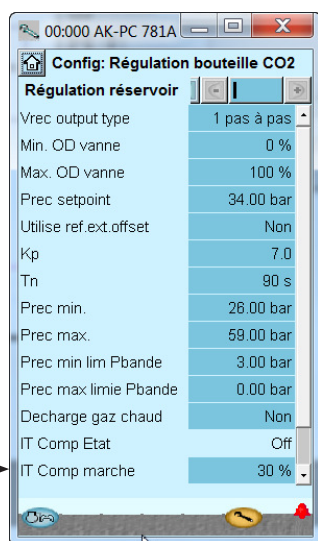 00:000 AK-PC 781A
Config: Régulation bouteille CO2
Régulation réservoir
Vrec output type 1 pas à pas
Min. OD vanne 0 %
Max. OD vanne 100 %
Prec setpoint 34.00 bar
Utilise ref.ext.offset Non
Kp 7.0
Tn 90 s
Prec min. 26.00 bar
Prec max. 59.00 bar
Prec min lim Pbande 3.00 bar
Prec max limie Pbande 0.00 bar
Decharge gaz chaud Non
IT Comp Etat Off
IT Comp marche 30 %